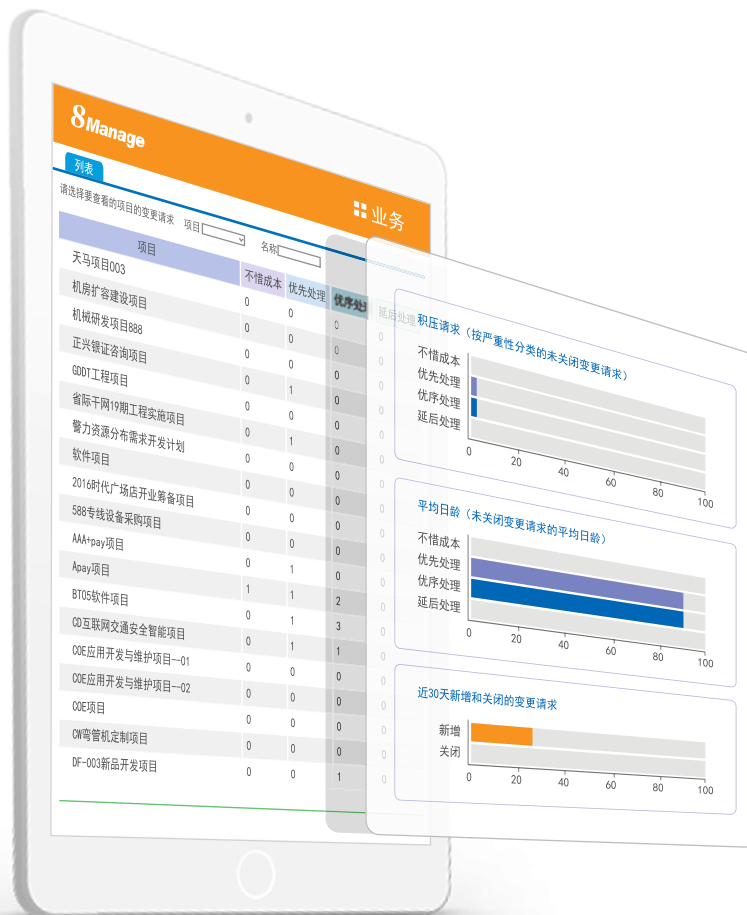 8Manage
业务
列表
请选择要查看的项目的变更请求 项目 名称
项目 不惜成本 优先处理 优序处理 延后处理
天马项目003 0 0 0 0
机房扩容建设项目 0 0 0 0
机械研发项目888 0 0 0 0
正兴银证咨询项目 0 1 0 0
GDDT工程项目 0 0 0 0
省际干网19期工程实施项目 0 1 0 0
警力资源分布需求开发计划 0 0 0 0
软件项目 0 0 0 0
2016时代广场店开业筹备项目 0 0 0 0
588专线设备采购项目 0 0 0 0
AAA+pay项目 0 1 0 0
Apay项目 1 1 2 0
BT05软件项目 0 1 3 0
CD互联网交通安全智能项目 0 1 1 0
COE应用开发与维护项目--01 0 0 0 0
COE应用开发与维护项目--02 0 0 0 0
COE项目 0 0 0 0
CW弯管机定制项目 0 0 0 0
DF-003新品开发项目 0 0 1 0
积压请求（按严重性分类的未关闭变更请求）
不惜成本
优先处理
优序处理
延后处理
0 20 40 60 80 100
平均日龄（未关闭变更请求的平均日龄）
不惜成本
优先处理
优序处理
延后处理
0 20 40 60 80 100
近30天新增和关闭的变更请求
新增
关闭
0 20 40 60 80 100